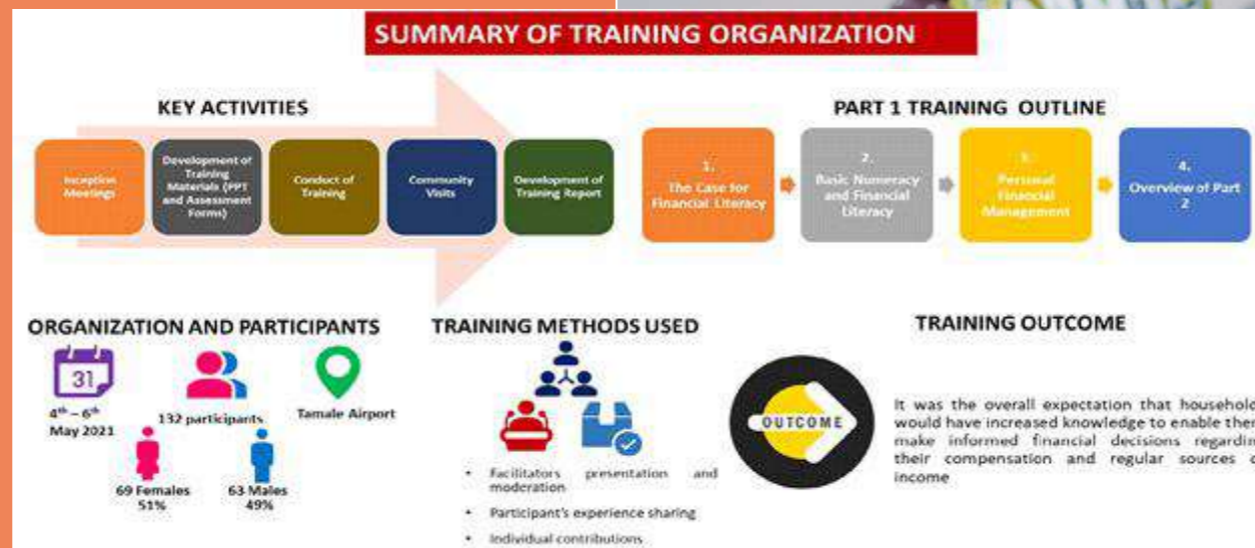 SUMMARY OF TRAINING ORGANIZATION
KEY ACTIVITIES
Inception
Meetings
Development of
Training
Materials (PPT
and Assessment
Forms)
Conduct of
Training
Community
Visits
Development of
Training Report
PART 1 TRAINING OUTLINE
1.
The Case for
Financial Literacy
2.
Basic Numeracy
and Financial
Literacy
3.
Personal
Financial
Management
4.
Overview of Part
2
ORGANIZATION AND PARTICIPANTS
31
4th – 6th
May 2021
132 participants
Tamale Airport
69 Females
51%
63 Males
49%
TRAINING METHODS USED
• Facilitators presentation and
moderation
• Participant's experience sharing
• Individual contributions
TRAINING OUTCOME
OUTCOME
It was the overall expectation that household
would have increased knowledge to enable them
make informed financial decisions regardin
their compensation and regular sources o
income